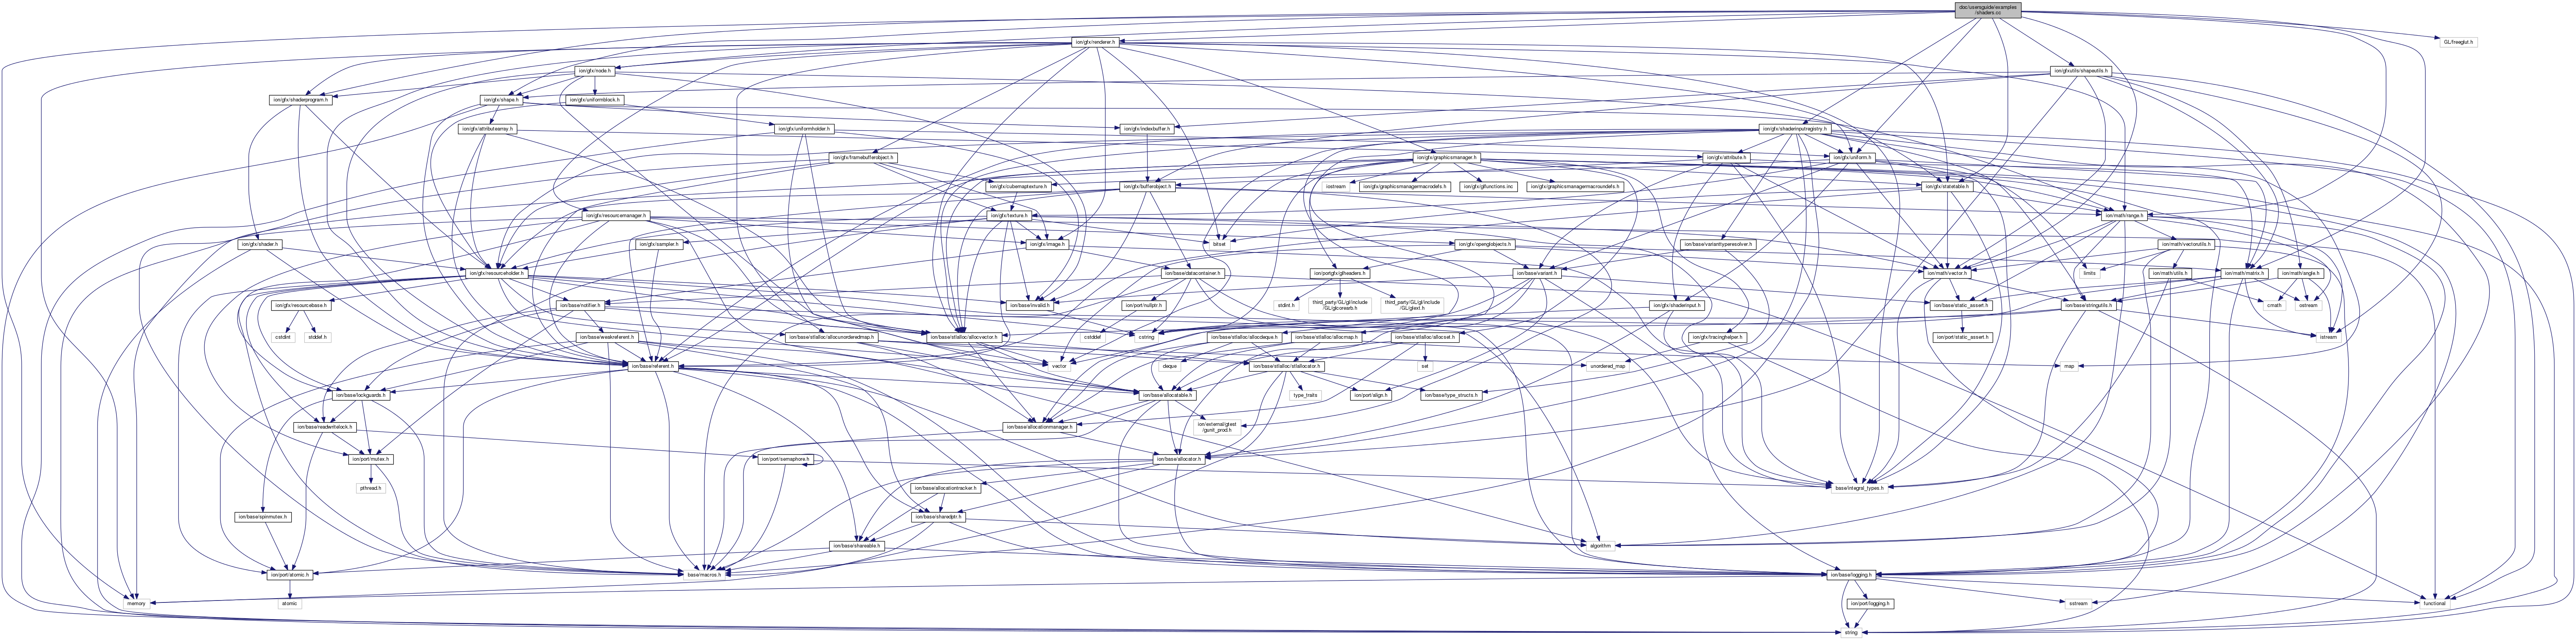 doc/usersguide/examples
/shaders.cc
ion/gfx/renderer.h
GL/freeglut.h
ion/gfx/node.h
ion/gfxutils/shapeutils.h
ion/gfx/shaderprogram.h
ion/gfx/shape.h
ion/gfx/uniformblock.h
ion/gfx/attributearray.h
ion/gfx/uniformholder.h
ion/gfx/indexbuffer.h
ion/gfx/shaderinputregistry.h
ion/gfx/framebufferobject.h
ion/gfx/graphicsmanager.h
ion/gfx/attribute.h
ion/gfx/uniform.h
ion/gfx/cubemaptexture.h
ion/gfx/bufferobject.h
iostream
ion/gfx/graphicsmanagermacrodefs.h
ion/gfx/glfunctions.inc
ion/gfx/graphicsmanagermacroundefs.h
ion/gfx/statetable.h
ion/gfx/resourcemanager.h
ion/gfx/texture.h
ion/math/range.h
ion/gfx/shader.h
ion/gfx/sampler.h
ion/gfx/image.h
bitset
ion/gfx/openglobjects.h
ion/base/varianttyperesolver.h
ion/math/vectorutils.h
ion/gfx/resourceholder.h
ion/base/datacontainer.h
ion/portgfx/glheaders.h
ion/base/variant.h
ion/math/vector.h
limits
ion/math/utils.h
ion/math/matrix.h
ion/math/angle.h
ion/gfx/resourcebase.h
ion/base/notifier.h
ion/base/invalid.h
ion/port/nullptr.h
stdint.h
third_party/GL/gl/include
/GL/glcorearb.h
third_party/GL/gl/include
/GL/glext.h
ion/gfx/shaderinput.h
ion/base/static_assert.h
ion/base/stringutils.h
cmath
ostream
cstdint
stddef.h
ion/base/weakreferent.h
ion/base/stlalloc/allocunorderedmap.h
ion/base/stlalloc/allocvector.h
cstddef
cstring
ion/base/stlalloc/allocdeque.h
ion/base/stlalloc/allocmap.h
ion/base/stlalloc/allocset.h
ion/gfx/tracinghelper.h
ion/port/static_assert.h
istream
ion/base/referent.h
vector
deque
ion/base/stlalloc/stlallocator.h
set
unordered_map
map
ion/base/lockguards.h
ion/base/allocatable.h
type_traits
ion/port/align.h
ion/base/type_structs.h
ion/base/readwritelock.h
ion/base/allocationmanager.h
ion/external/gtest
/gunit_prod.h
ion/port/mutex.h
ion/port/semaphore.h
ion/base/allocator.h
pthread.h
ion/base/allocationtracker.h
base/integral_types.h
ion/base/spinmutex.h
ion/base/sharedptr.h
ion/base/shareable.h
algorithm
ion/port/atomic.h
base/macros.h
ion/base/logging.h
memory
atomic
ion/port/logging.h
sstream
functional
string